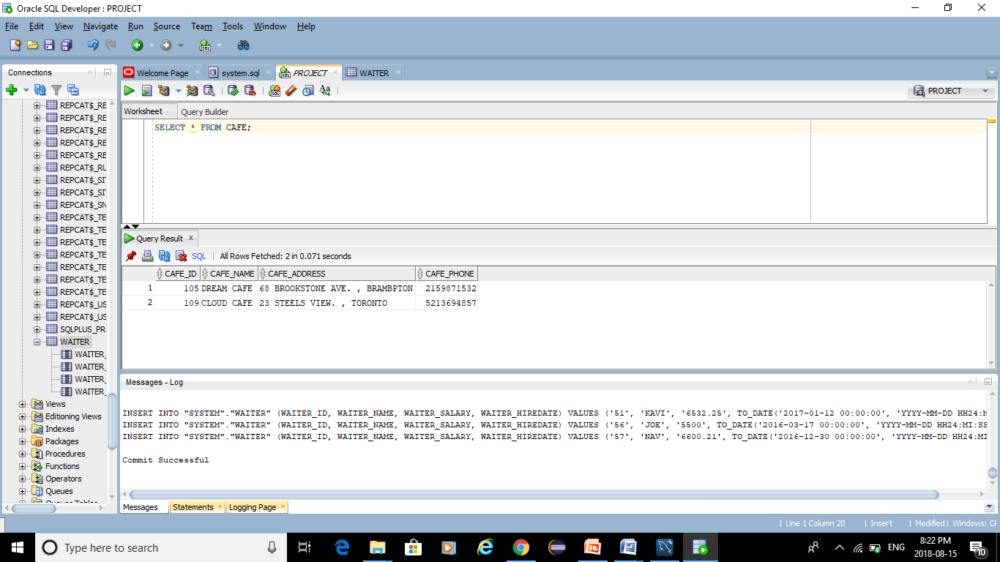 Oracle SQL Developer : PROJECT
File Edit View Navigate Run Source Team Tools Window Help
Connections
Welcome Page
system.sql
PROJECT
WAITER
PROJECT
Worksheet Query Builder
SELECT * FROM CAFE;
REPCAT$_RE
REPCAT$_RE
REPCAT$_RE
REPCAT$_RE
REPCAT$_RE
REPCAT$_RU
REPCAT$_SIT
REPCAT$_SIT
REPCAT$_SN
REPCAT$_TE
REPCAT$_TE
REPCAT$_TE
REPCAT$_TE
REPCAT$_TE
REPCAT$_TE
REPCAT$_TE
REPCAT$_US
REPCAT$_US
SQLPLUS_PR
WAITER
WAITER_
WAITER_
WAITER_
WAITER_
Views
Editioning Views
Indexes
Packages
Procedures
Functions
Operators
Queues
Queues Tables
Query Result
SQL | All Rows Fetched: 2 in 0.071 seconds
CAFE_ID CAFE_NAME CAFE_ADDRESS CAFE_PHONE
1 105 DREAM CAFE 68 BROOKSTONE AVE. , BRAMBPTON 2159871532
2 109 CLOUD CAFE 23 STEELS VIEW. , TORONTO 5213694857
Messages - Log
INSERT INTO "SYSTEM"."WAITER" (WAITER_ID, WAITER_NAME, WAITER_SALARY, WAITER_HIREDATE) VALUES ('51', 'KAVI', '6532.25', TO_DATE('2017-01-12 00:00:00', 'YYYY-MM-DD HH24:M
INSERT INTO "SYSTEM"."WAITER" (WAITER_ID, WAITER_NAME, WAITER_SALARY, WAITER_HIREDATE) VALUES ('56', 'JOE', '5500', TO_DATE('2016-03-17 00:00:00', 'YYYY-MM-DD HH24:MI:SS
INSERT INTO "SYSTEM"."WAITER" (WAITER_ID, WAITER_NAME, WAITER_SALARY, WAITER_HIREDATE) VALUES ('57', 'NAV', '6600.21', TO_DATE('2016-12-30 00:00:00', 'YYYY-MM-DD HH24:MI
Commit Successful
Messages Statements Logging Page
| Line 1 Column 20 | Insert | Modified | Windows: CF
Type here to search
ENG
8:22 PM
2018-08-15
10